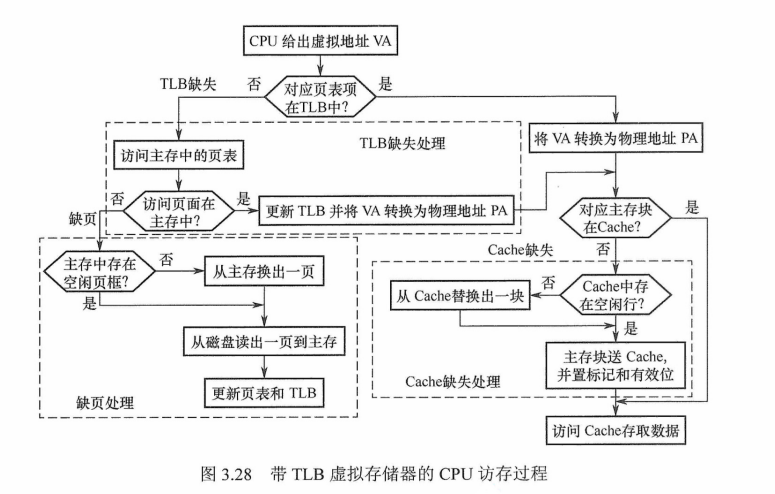 CPU 给出虚拟地址 VA
TLB缺失
否
对应页表项
在TLB中?
是
TLB缺失处理
访问主存中的页表
将 VA 转换为物理地址 PA
否
缺页
访问页面在
主存中?
是
更新 TLB 并将 VA 转换为物理地址 PA
对应主存块
在Cache?
是
Cache缺失
否
主存中存在
空闲页框?
否
从主存换出一页
是
从 Cache替换出一块
否
Cache中存
在空闲行?
是
从磁盘读出一页到主存
主存块送 Cache,
并置标记和有效位
更新页表和 TLB
缺页处理
Cache缺失处理
访问 Cache存取数据
图 3.28 带 TLB 虚拟存储器的 CPU 访存过程